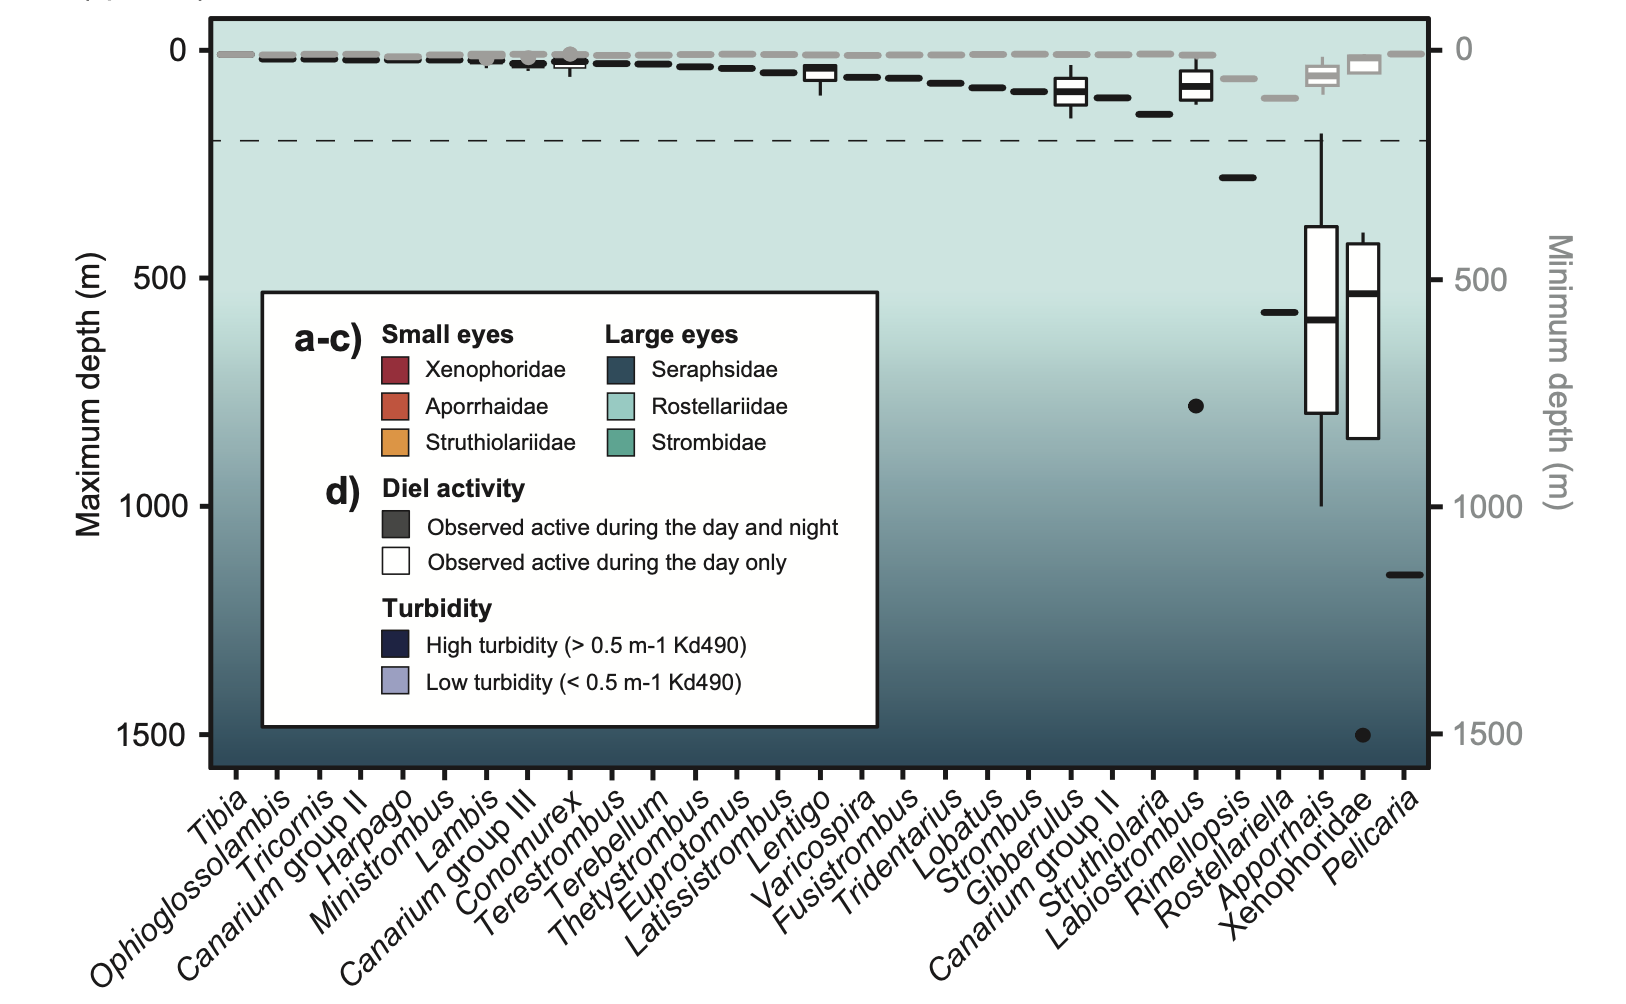 0
500
1000
1500
Maximum depth (m)
0
500
1000
1500
Minimum depth (m)
a-c)
Small eyes
Xenophoridae
Aporrhaidae
Struthiolariidae
Large eyes
Seraphsidae
Rostellariidae
Strombidae
d)
Diel activity
Observed active during the day and night
Observed active during the day only
Turbidity
High turbidity (> 0.5 m-1 Kd490)
Low turbidity (< 0.5 m-1 Kd490)
Tibia
Ophioglossolambis
Tricornis
Canarium group II
Harpago
Ministrombus
Lambis
Canarium group III
Conomurex
Terestrombus
Terebellum
Thetystrombus
Euprotomus
Latissistrombus
Lentigo
Varicospira
Fusistrombus
Tridentarius
Lobatus
Strombus
Gibberulus
Canarium group II
Struthiolaria
Labiostrombus
Rimellopsis
Rostellariella
Aporrhais
Xenophoridae
Pelicaria